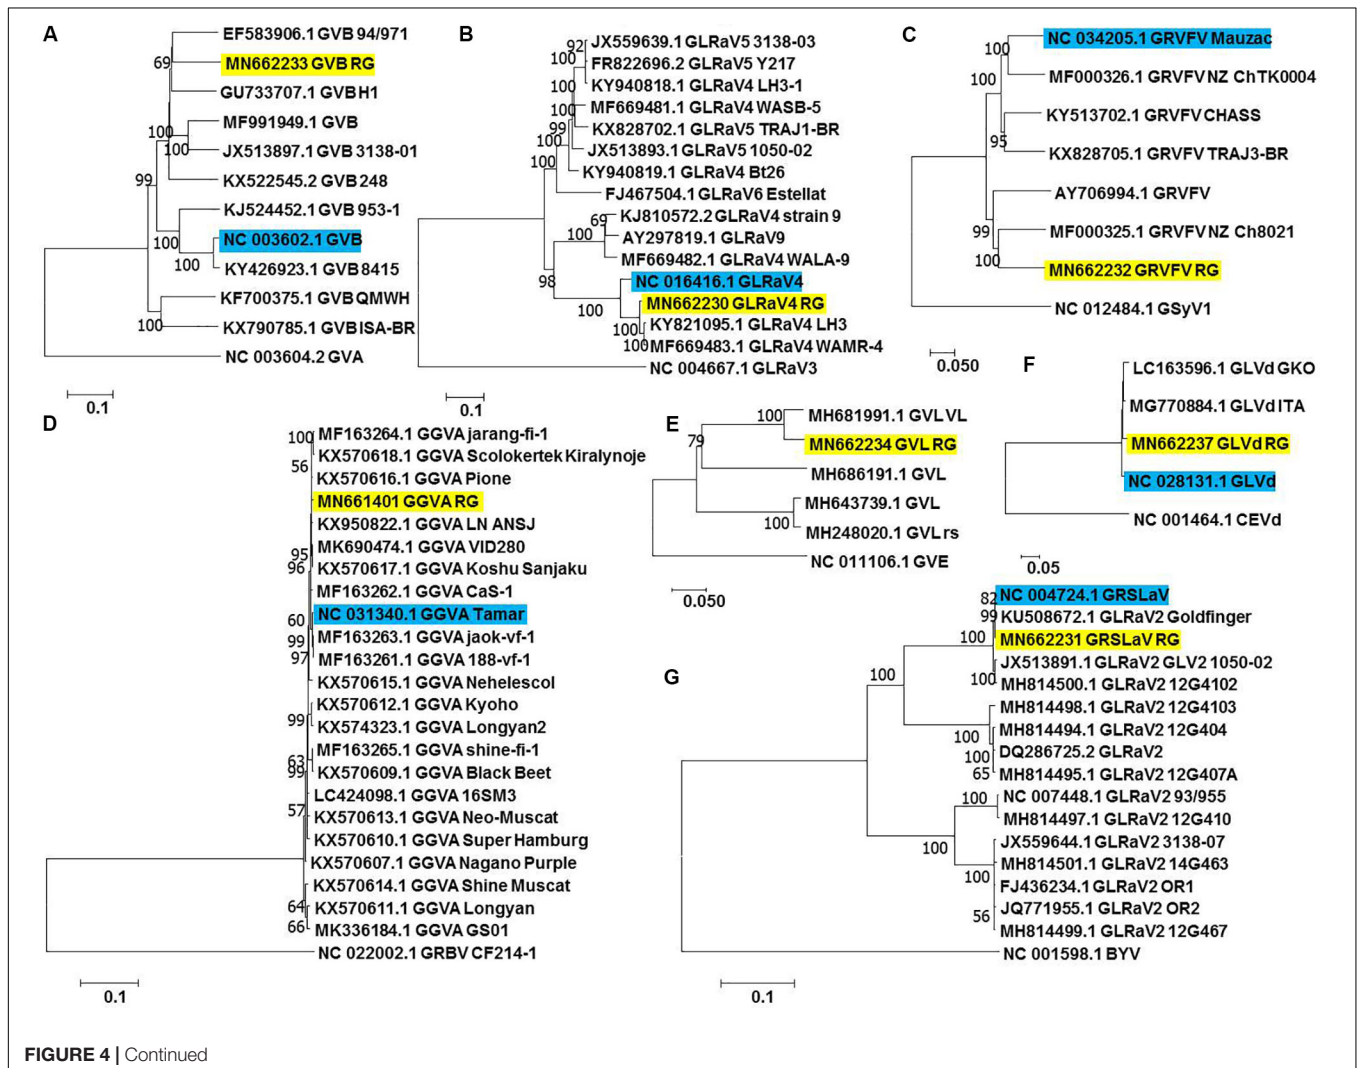 A
EF583906.1 GVB 94/971
69
MN662233 GVB RG
GU733707.1 GVB H1
MF991949.1 GVB
100
JX513897.1 GVB 3138-01
100
KX522545.2 GVB 248
99
KJ524452.1 GVB 953-1
NC 003602.1 GVB
100
KY426923.1 GVB 8415
100
KF700375.1 GVB QMWH
KX790785.1 GVB ISA-BR
100
NC 003604.2 GVA
0.1
B
92
JX559639.1 GLRaV5 3138-03
100
FR822696.2 GLRaV5 Y217
100
KY940818.1 GLRaV4 LH3-1
100
MF669481.1 GLRaV4 WASB-5
99
KX828702.1 GLRaV5 TRAJ1-BR
100
JX513893.1 GLRaV5 1050-02
100
KY940819.1 GLRaV4 Bt26
FJ467504.1 GLRaV6 Estellat
69
KJ810572.2 GLRaV4 strain 9
100
AY297819.1 GLRaV9
MF669482.1 GLRaV4 WALA-9
98
NC 016416.1 GLRaV4
100
MN662230 GLRaV4 RG
100
KY821095.1 GLRaV4 LH3
100
MF669483.1 GLRaV4 WAMR-4
NC 004667.1 GLRaV3
0.1
C
NC 034205.1 GRVFV Mauzac
100
MF000326.1 GRVFV NZ ChTK0004
100
KY513702.1 GRVFV CHASS
95
KX828705.1 GRVFV TRAJ3-BR
AY706994.1 GRVFV
99
MF000325.1 GRVFV NZ Ch8021
100
MN662232 GRVFV RG
NC 012484.1 GSyV1
0.050
D
100
MF163264.1 GGVA jarang-fi-1
KX570618.1 GGVA Scolokertek Kiralynoje
56
KX570616.1 GGVA Pione
MN661401 GGVA RG
KX950822.1 GGVA LN ANSJ
95
MK690474.1 GGVA VID280
96
KX570617.1 GGVA Koshu Sanjaku
MF163262.1 GGVA CaS-1
60
NC 031340.1 GGVA Tamar
99
MF163263.1 GGVA jaok-vf-1
97
MF163261.1 GGVA 188-vf-1
KX570615.1 GGVA Nehelescol
KX570612.1 GGVA Kyoho
99
KX574323.1 GGVA Longyan2
MF163265.1 GGVA shine-fi-1
63
99
KX570609.1 GGVA Black Beet
LC424098.1 GGVA 16SM3
57
KX570613.1 GGVA Neo-Muscat
KX570610.1 GGVA Super Hamburg
KX570607.1 GGVA Nagano Purple
KX570614.1 GGVA Shine Muscat
64
KX570611.1 GGVA Longyan
66
MK336184.1 GGVA GS01
NC 022002.1 GRBV CF214-1
0.1
E
100
MH681991.1 GVL VL
79
MN662234 GVL RG
MH686191.1 GVL
MH643739.1 GVL
100
MH248020.1 GVL rs
NC 011106.1 GVE
0.050
F
LC163596.1 GLVd GKO
MG770884.1 GLVd ITA
MN662237 GLVd RG
NC 028131.1 GLVd
NC 001464.1 CEVd
0.05
G
82
NC 004724.1 GRSLaV
99
KU508672.1 GLRaV2 Goldfinger
100
MN662231 GRSLaV RG
JX513891.1 GLRaV2 GLV2 1050-02
100
MH814500.1 GLRaV2 12G4102
100
MH814498.1 GLRaV2 12G4103
MH814494.1 GLRaV2 12G404
100
DQ286725.2 GLRaV2
100
65
MH814495.1 GLRaV2 12G407A
NC 007448.1 GLRaV2 93/955
100
MH814497.1 GLRaV2 12G410
JX559644.1 GLRaV2 3138-07
100
MH814501.1 GLRaV2 14G463
100
FJ436234.1 GLRaV2 OR1
JQ771955.1 GLRaV2 OR2
56
MH814499.1 GLRaV2 12G467
NC 001598.1 BYV
0.1
FIGURE 4 | Continued